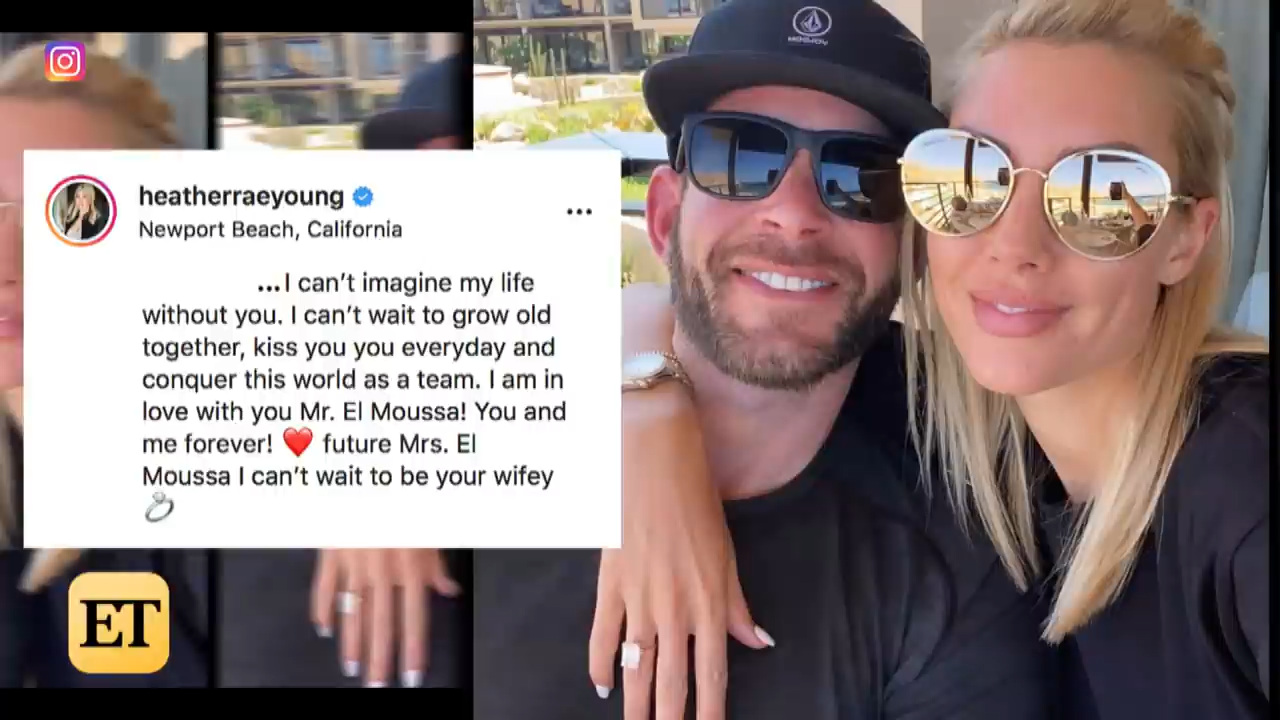 heatherraeyoung
Newport Beach, California
...I can't imagine my life
without you. I can't wait to grow old
together, kiss you you everyday and
conquer this world as a team. I am in
love with you Mr. El Moussa! You and
me forever! ❤️ future Mrs. El
Moussa I can't wait to be your wifey
💍
ET